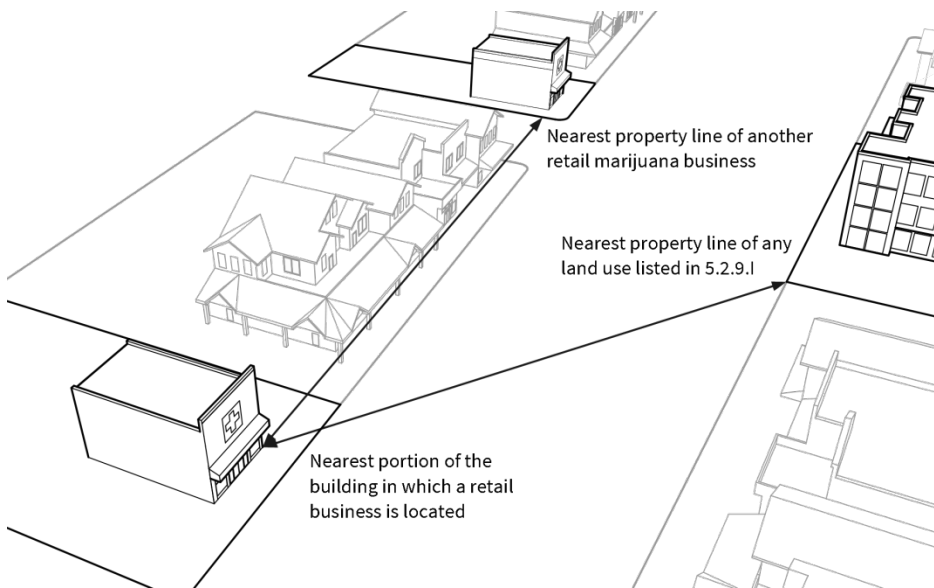 Nearest property line of another
retail marijuana business
Nearest property line of any
land use listed in 5.2.9.I
Nearest portion of the
building in which a retail
business is located